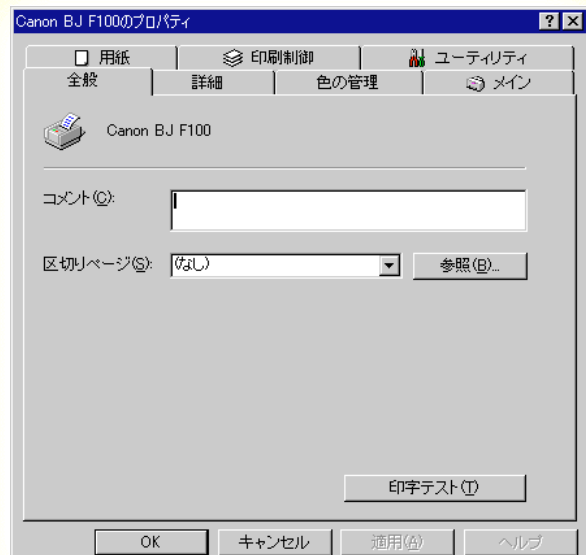 Canon BJ F100のプロパティ
用紙 印刷制御 ユーティリティ
全般 詳細 色の管理 メイン
Canon BJ F100
コメント(C):
区切りページ(S): (なし) 参照(B)...
印字テスト(T)
OK キャンセル 適用(A) ヘルプ